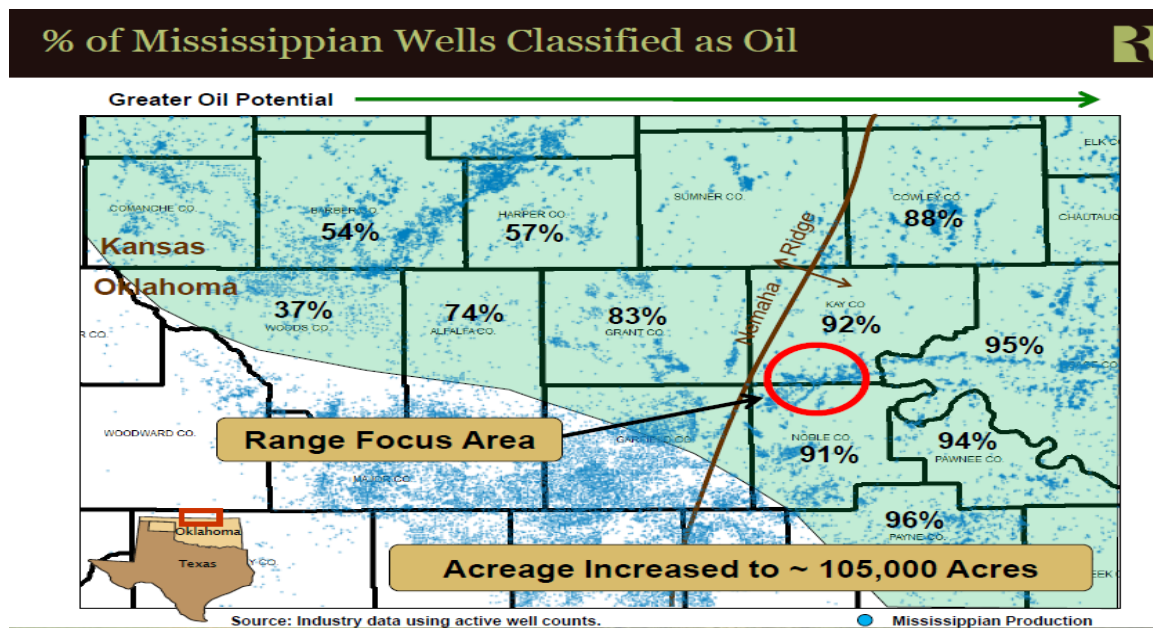 % of Mississippian Wells Classified as Oil
Greater Oil Potential
ELK C
COMANCHE CO.
BARBER CO.
54%
HARPER CO.
57%
SUMNER CO.
COWLEY CO.
88%
CHAUTAUQ
Kansas
Oklahoma
Nemaha Ridge
37%
WOODS CO.
74%
ALFALFA CO.
83%
GRANT CO.
KAY CO.
92%
95%
R CO.
CO.
WOODWARD CO.
Range Focus Area
GARFIELD CO.
NOBLE CO.
91%
94%
PAWNEE CO.
MAJOR CO.
96%
PAYNE CO.
Oklahoma
Texas
Y CO.
Acreage Increased to ~ 105,000 Acres
EEK C
Source: Industry data using active well counts.
Mississippian Production